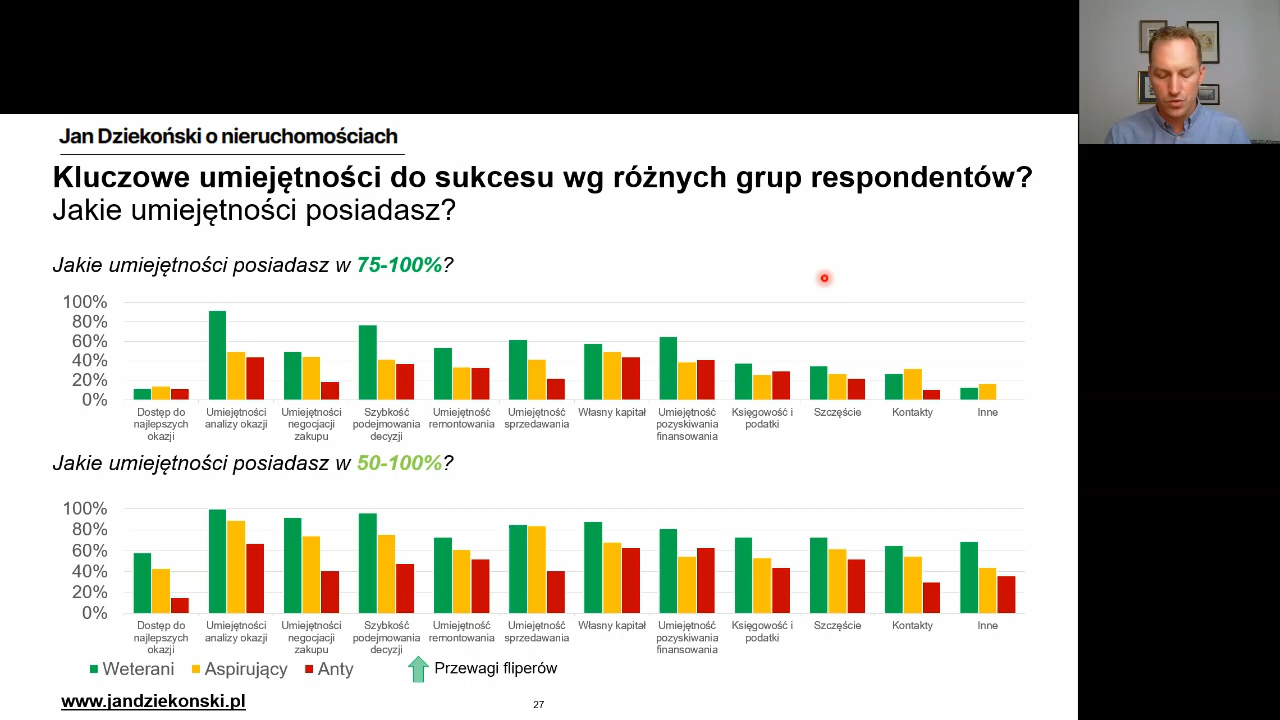 Jan Dziekoński o nieruchomościach
Kluczowe umiejętności do sukcesu wg różnych grup respondentów?
Jakie umiejętności posiadasz?
Jakie umiejętności posiadasz w 75-100%?
100%
80%
60%
40%
20%
0%
Dostęp do najlepszych okazji
Umiejętności analizy okazji
Umiejętności negocjacji zakupu
Szybkość podejmowania decyzji
Umiejętność remontowania
Umiejętność sprzedawania
Własny kapitał
Umiejętność pozyskiwania finansowania
Księgowość i podatki
Szczęście
Kontakty
Inne
Jakie umiejętności posiadasz w 50-100%?
100%
80%
60%
40%
20%
0%
Dostęp do najlepszych okazji
Umiejętności analizy okazji
Umiejętności negocjacji zakupu
Szybkość podejmowania decyzji
Umiejętność remontowania
Umiejętność sprzedawania
Własny kapitał
Umiejętność pozyskiwania finansowania
Księgowość i podatki
Szczęście
Kontakty
Inne
Weterani Aspirujący Anty Przewagi fliperów
www.jandziekonski.pl
27